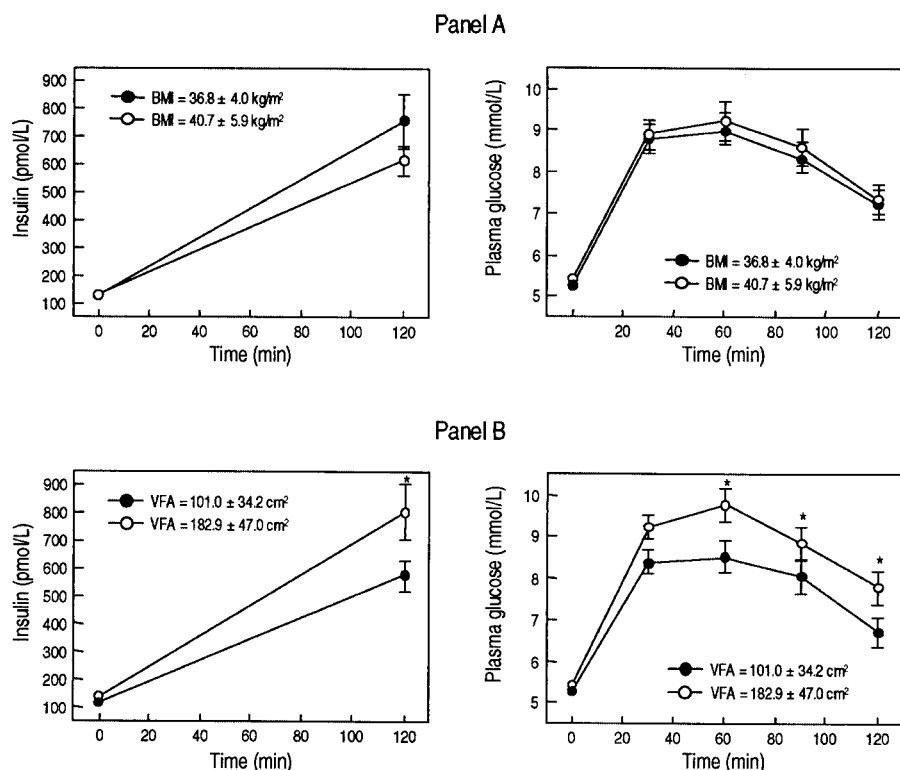 Panel A
Insulin (pmol/L)
900
800
700
600
500
400
300
200
100
BMI = 36.8 ± 4.0 kg/m²
BMI = 40.7 ± 5.9 kg/m²
0 20 40 60 80 100 120
Time (min)
Plasma glucose (mmol/L)
10
9
8
7
6
5
BMI = 36.8 ± 4.0 kg/m²
BMI = 40.7 ± 5.9 kg/m²
20 40 60 80 100 120
Time (min)
Panel B
Insulin (pmol/L)
900
800
700
600
500
400
300
200
100
VFA = 101.0 ± 34.2 cm²
VFA = 182.9 ± 47.0 cm²
*
0 20 40 60 80 100 120
Time (min)
Plasma glucose (mmol/L)
10
9
8
7
6
5
* * *
VFA = 101.0 ± 34.2 cm²
VFA = 182.9 ± 47.0 cm²
0 20 40 60 80 100 120
Time (min)